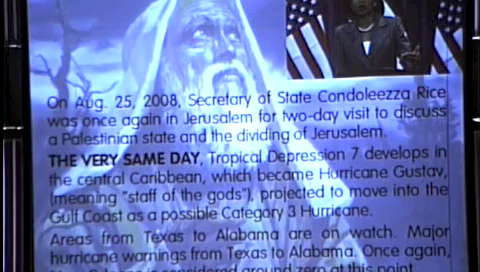 On Aug. 25, 2008, Secretary of State Condoleezza Rice
was once again in Jerusalem for two-day visit to discuss
a Palestinian state and the dividing of Jerusalem.
THE VERY SAME DAY, Tropical Depression 7 develops in
the central Caribbean, which became Hurricane Gustav,
(meaning "staff of the gods"), projected to move into the
Gulf Coast as a possible Category 3 Hurricane.
Areas from Texas to Alabama are on watch. Major
hurricane warnings from Texas to Alabama. Once again,
is considered around zero at this point